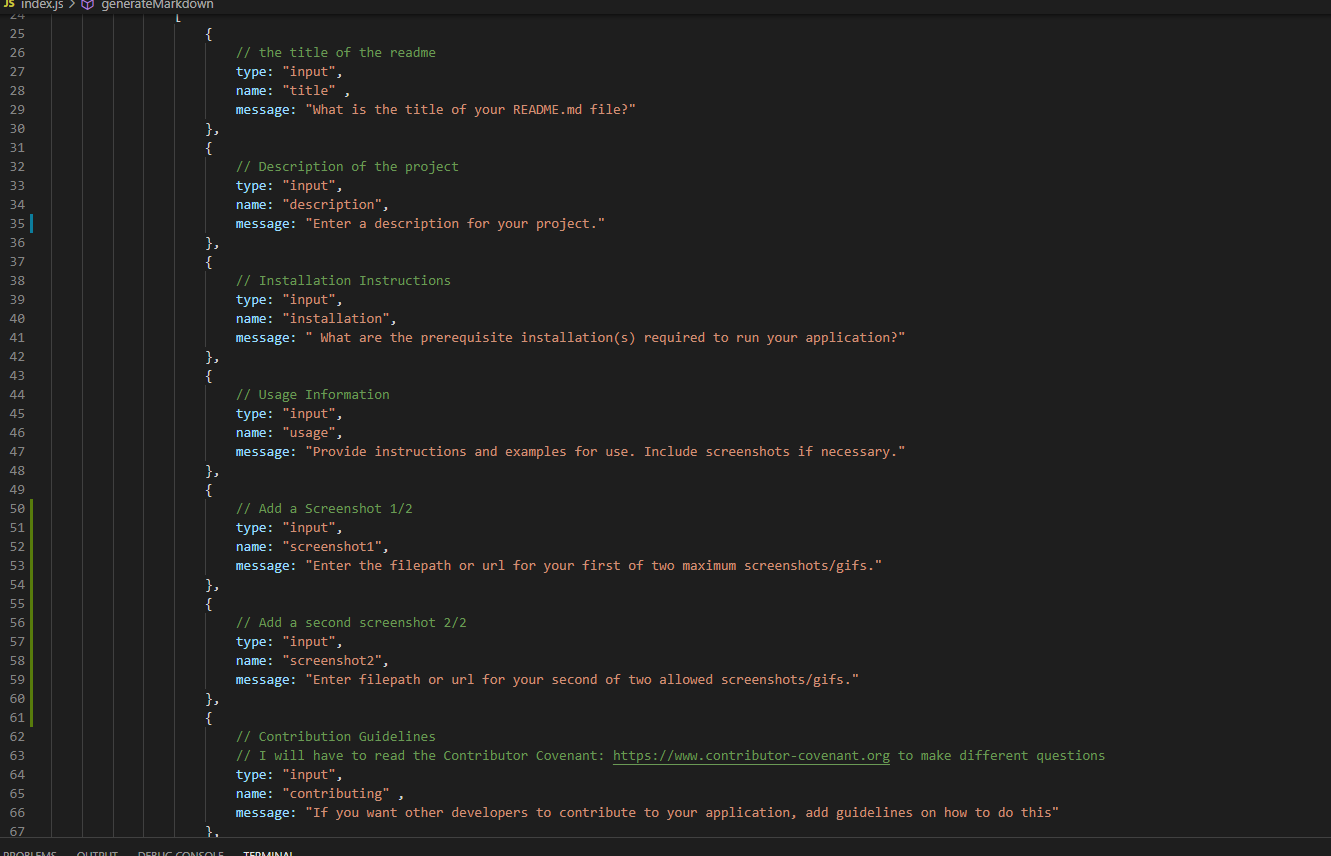 JS index.js > generateMarkdown
24 [
25 {
26 // the title of the readme
27 type: "input",
28 name: "title" ,
29 message: "What is the title of your README.md file?"
30 },
31 {
32 // Description of the project
33 type: "input",
34 name: "description",
35 message: "Enter a description for your project."
36 },
37 {
38 // Installation Instructions
39 type: "input",
40 name: "installation",
41 message: " What are the prerequisite installation(s) required to run your application?"
42 },
43 {
44 // Usage Information
45 type: "input",
46 name: "usage",
47 message: "Provide instructions and examples for use. Include screenshots if necessary."
48 },
49 {
50 // Add a Screenshot 1/2
51 type: "input",
52 name: "screenshot1",
53 message: "Enter the filepath or url for your first of two maximum screenshots/gifs."
54 },
55 {
56 // Add a second screenshot 2/2
57 type: "input",
58 name: "screenshot2",
59 message: "Enter filepath or url for your second of two allowed screenshots/gifs."
60 },
61 {
62 // Contribution Guidelines
63 // I will have to read the Contributor Covenant: https://www.contributor-covenant.org to make different questions
64 type: "input",
65 name: "contributing" ,
66 message: "If you want other developers to contribute to your application, add guidelines on how to do this"
67 },
PROBLEMS OUTPUT DEBUG CONSOLE TERMINAL